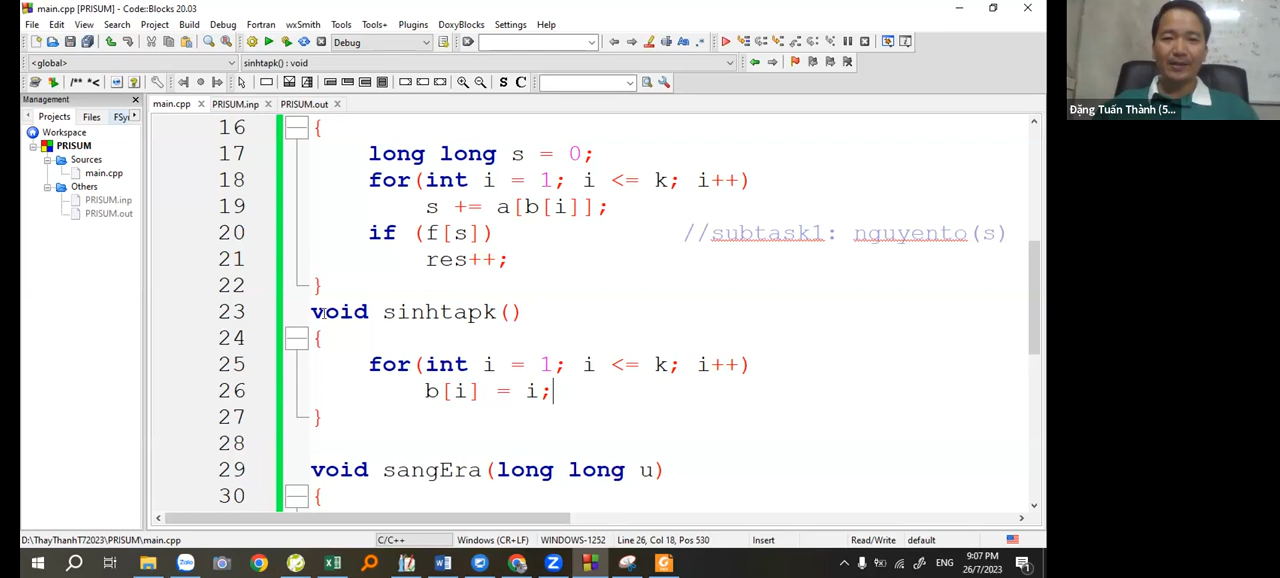 main.cpp [PRISUM] - Code::Blocks 20.03
File Edit View Search Project Build Debug Fortran wxSmith Tools Tools+ Plugins DoxyBlocks Settings Help
Debug
<global> sinhtapk() : void
/** *< S C
Management
main.cpp PRISUM.inp PRISUM.out
Projects Files FSy
Workspace
PRISUM
Sources
main.cpp
Others
PRISUM.inp
PRISUM.out
16 {
17 long long s = 0;
18 for(int i = 1; i <= k; i++)
19 s += a[b[i]];
20 if (f[s]) //subtask1: nguyento(s)
21 res++;
22 }
23 void sinhtapk()
24 {
25 for(int i = 1; i <= k; i++)
26 b[i] = i;
27 }
28
29 void sangEra(long long u)
30 {
Đặng Tuấn Thành (5...
D:\ThayThanhT72023\PRISUM\main.cpp C/C++ Windows (CR+LF) WINDOWS-1252 Line 26, Col 18, Pos 530 Insert Read/Write default
Zalo
ENG
9:07 PM
26/7/2023